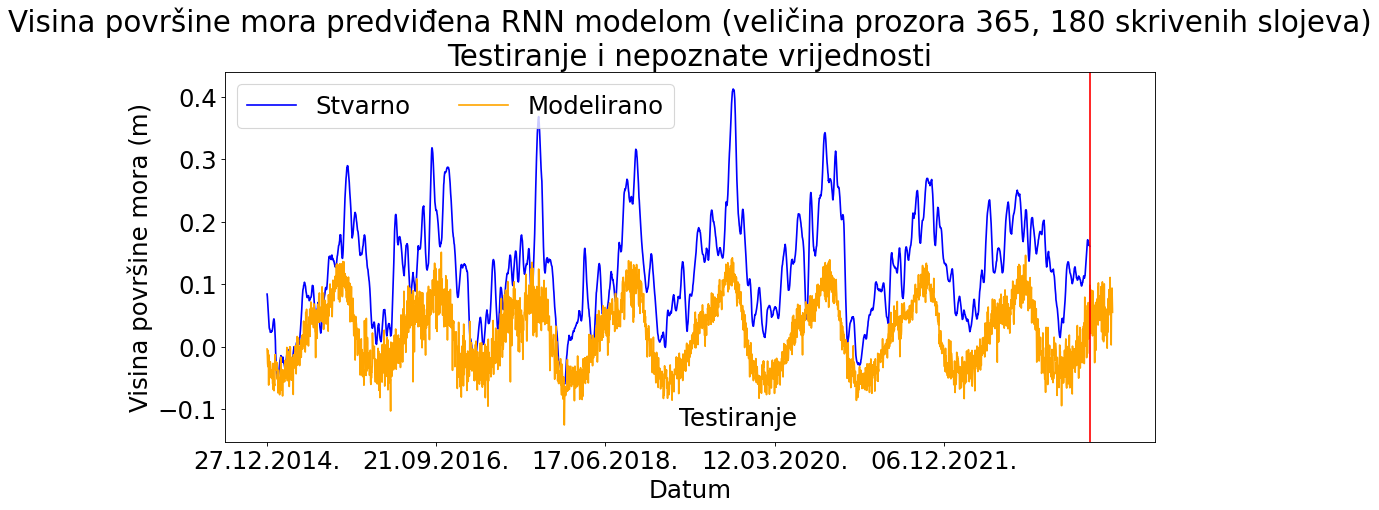 Visina površine mora predviđena RNN modelom (veličina prozora 365, 180 skrivenih slojeva)
Testiranje i nepoznate vrijednosti
Stvarno
Modelirano
Visina površine mora (m)
0.4
0.3
0.2
0.1
0.0
−0.1
Testiranje
27.12.2014.
21.09.2016.
17.06.2018.
12.03.2020.
06.12.2021.
Datum